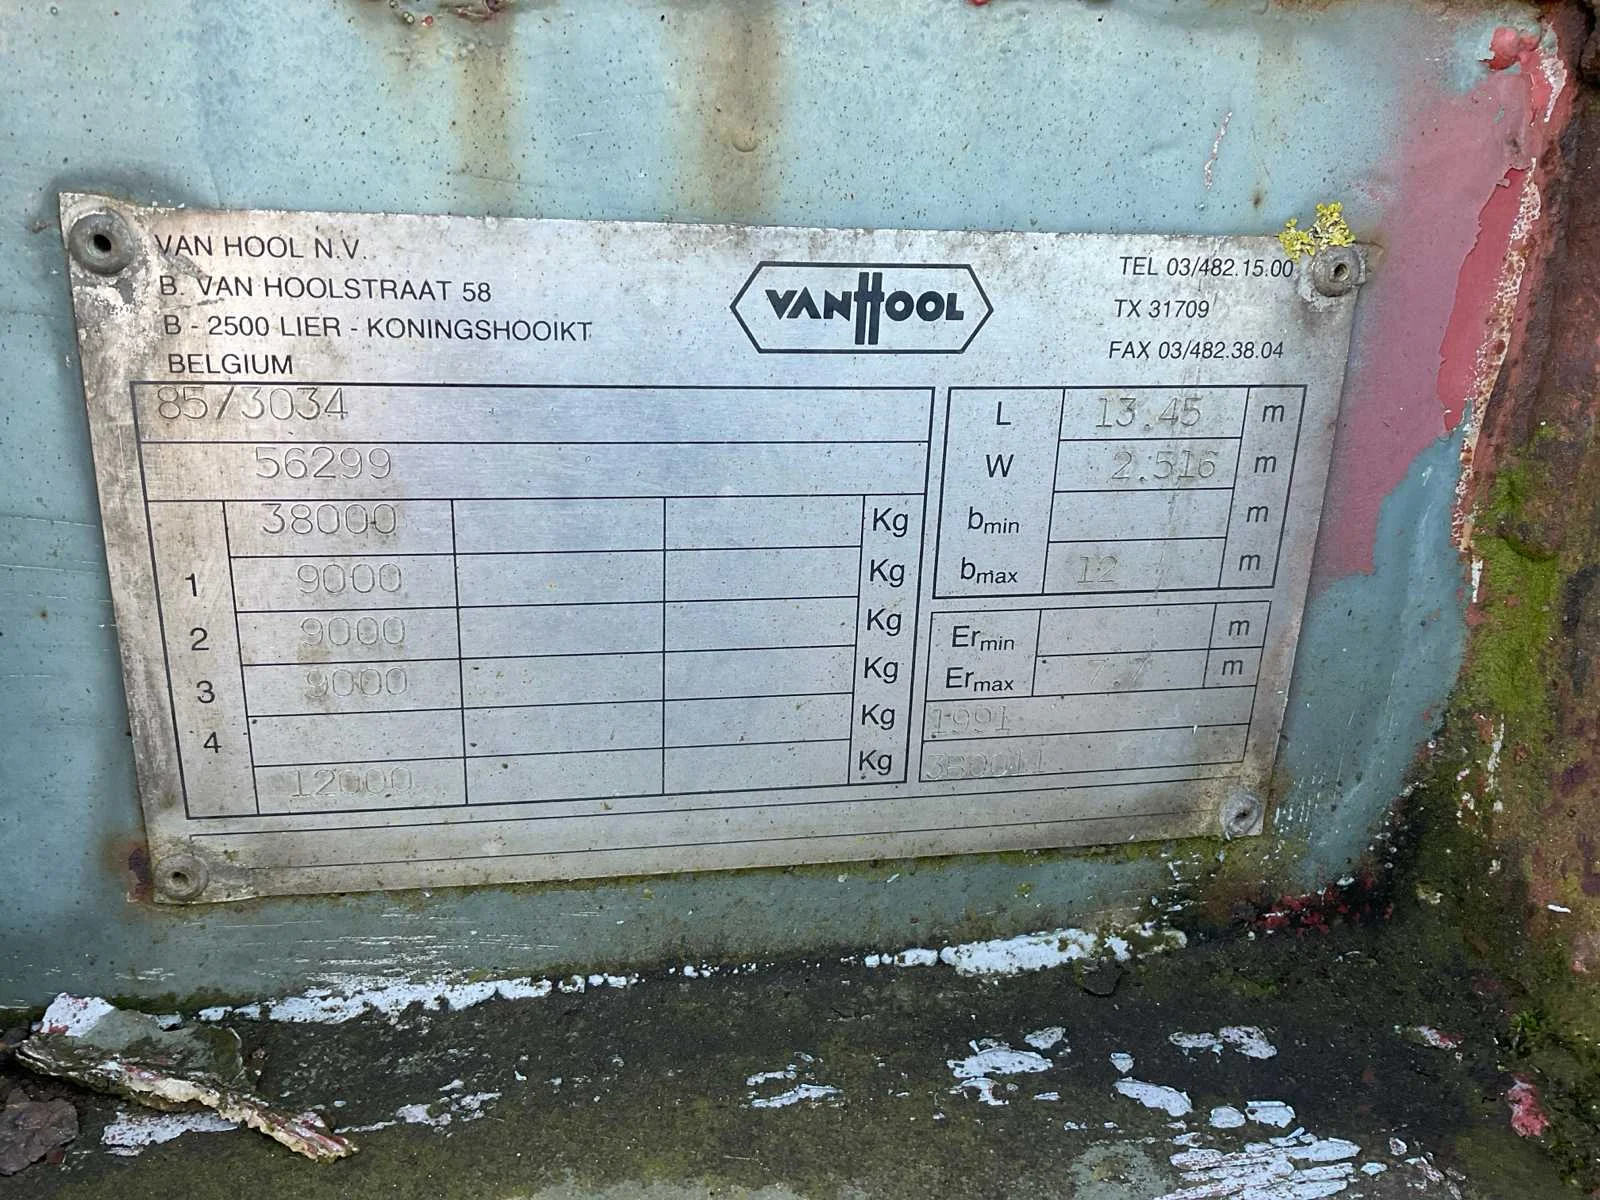 VAN HOOL N.V.
B. VAN HOOLSTRAAT 58
B - 2500 LIER - KONINGSHOOIKT
BELGIUM
VANHOOL
TEL 03/482.15.00
TX 31709
FAX 03/482.38.04
85/3034
56299
38000 Kg
1 9000 Kg
2 9000 Kg
3 9000 Kg
4 Kg
12000 Kg
L 13.45 m
W 2.516 m
bmin m
bmax 12 m
Ermin m
Ermax 7.7 m
1991